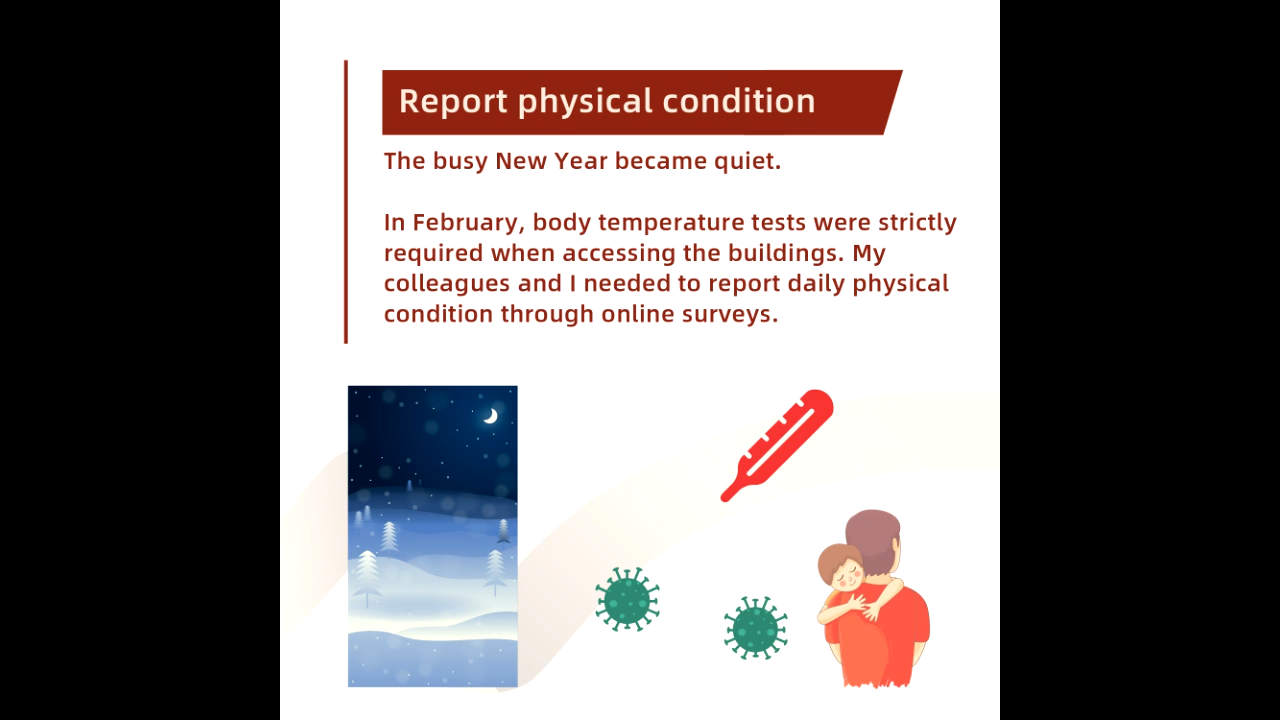 Report physical condition
The busy New Year became quiet.
In February, body temperature tests were strictly
required when accessing the buildings. My
colleagues and I needed to report daily physical
condition through online surveys.